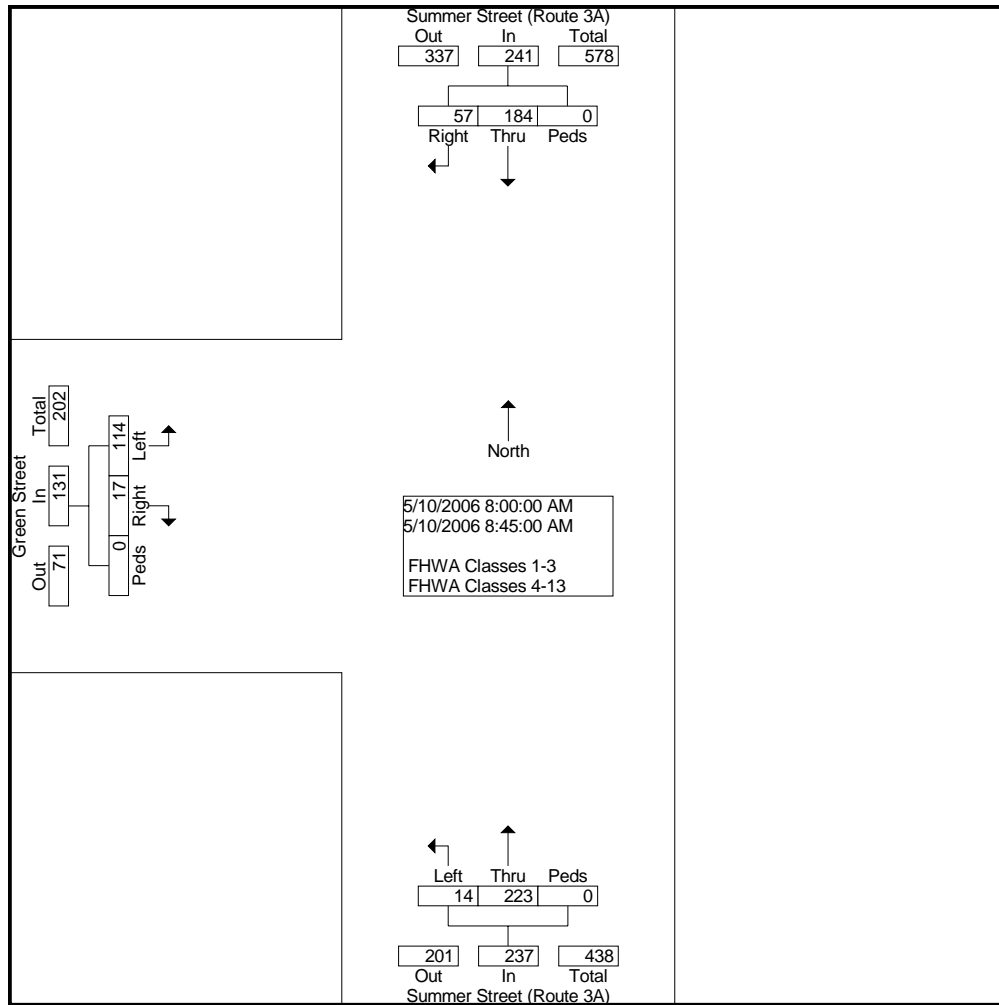 Summer Street (Route 3A)
Out In Total
337 241 578
57 184 0
Right Thru Peds
Green Street
Out In Total
71 131 202
0 17 114
Peds Right Left
North
5/10/2006 8:00:00 AM
5/10/2006 8:45:00 AM
FHWA Classes 1-3
FHWA Classes 4-13
Left Thru Peds
14 223 0
201 237 438
Out In Total
Summer Street (Route 3A)